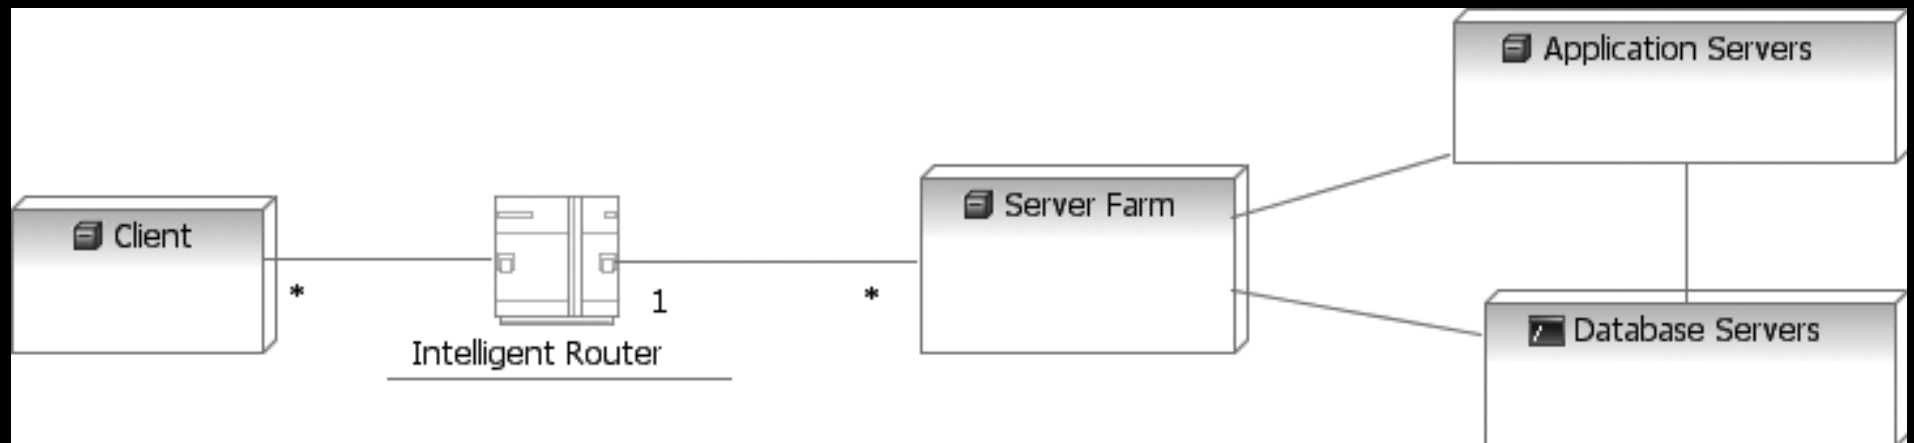 Application Servers
Server Farm
Client
* 1 *
Intelligent Router
Database Servers